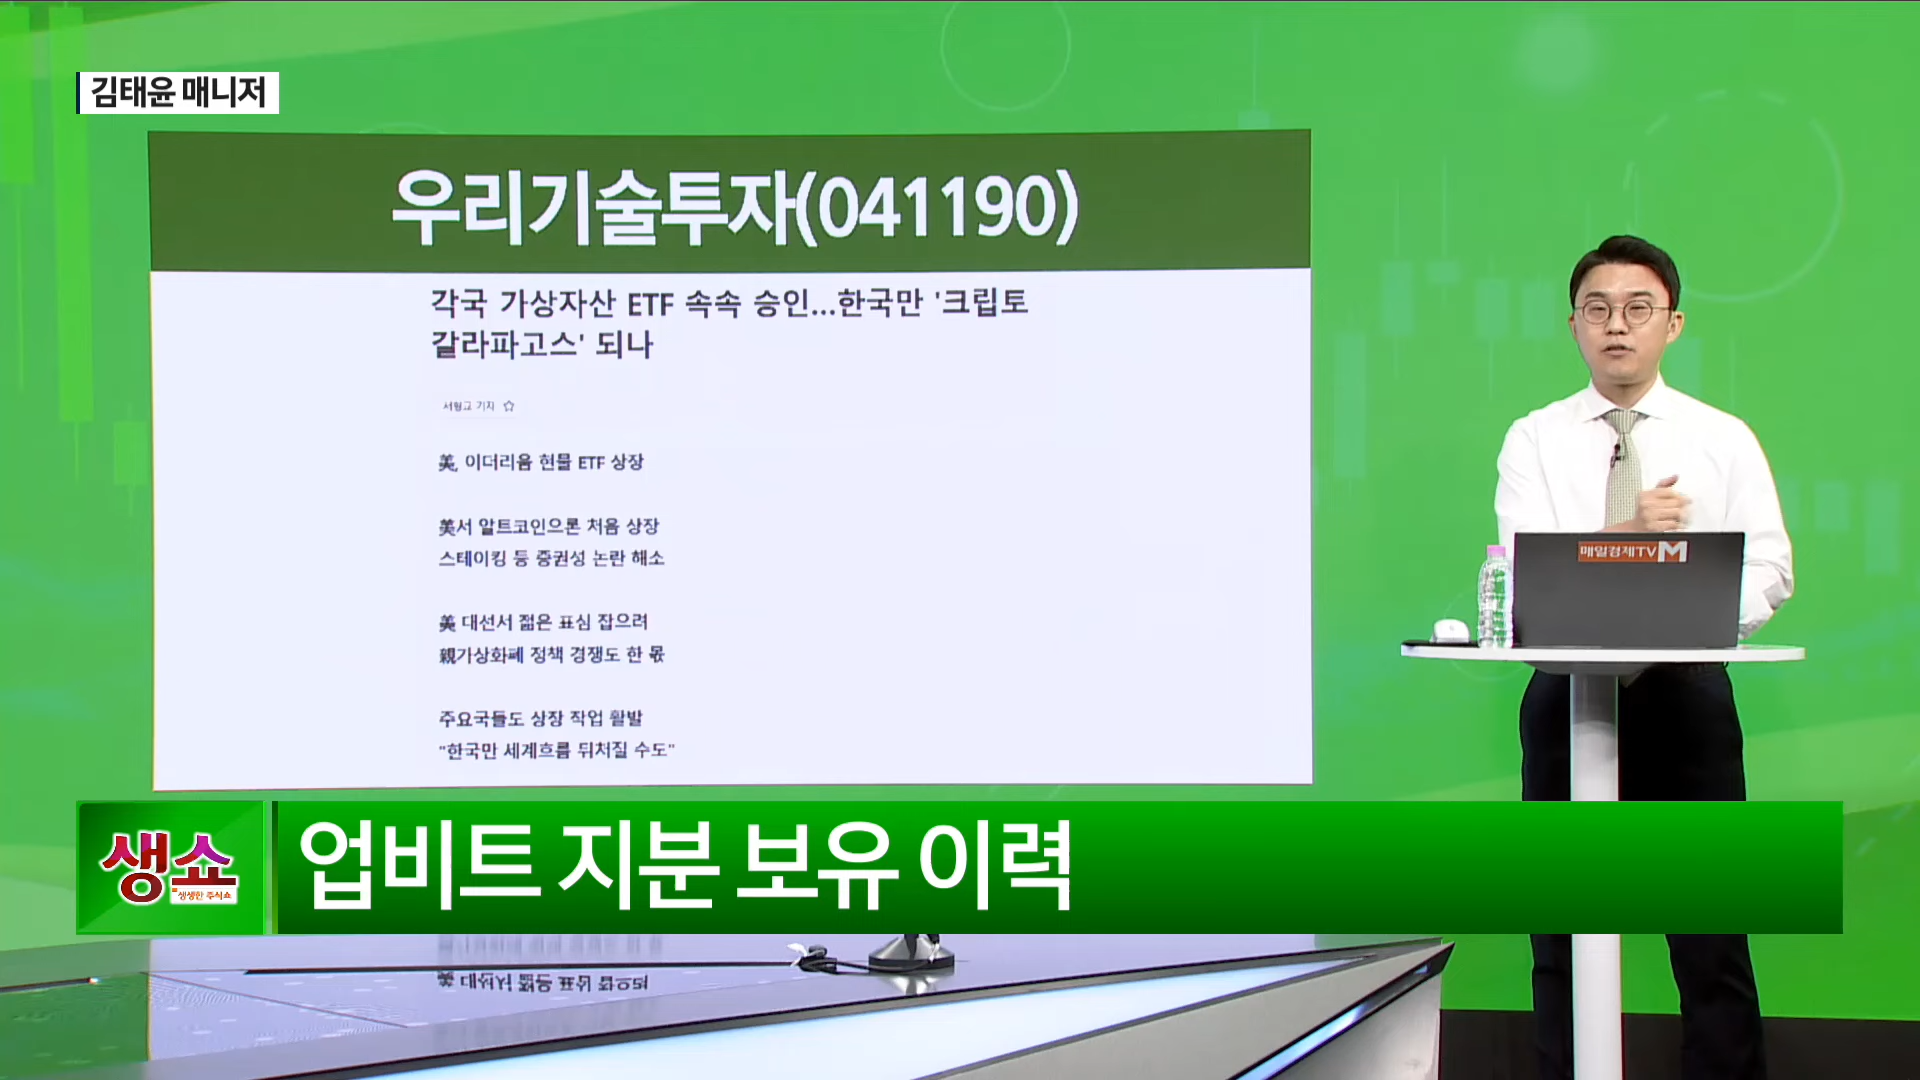 김태윤 매니저
우리기술투자(041190)
각국 가상자산 ETF 속속 승인...한국만 '크립토
갈라파고스' 되나
서형교 기자 ☆
美, 이더리움 현물 ETF 상장
美서 알트코인으론 처음 상장
스테이킹 등 증권성 논란 해소
美 대선서 젊은 표심 잡으려
親가상화폐 정책 경쟁도 한 몫
주요국들도 상장 작업 활발
"한국만 세계흐름 뒤처질 수도"
매일경제TV M
생쇼
생생한 주식쇼
업비트 지분 보유 이력